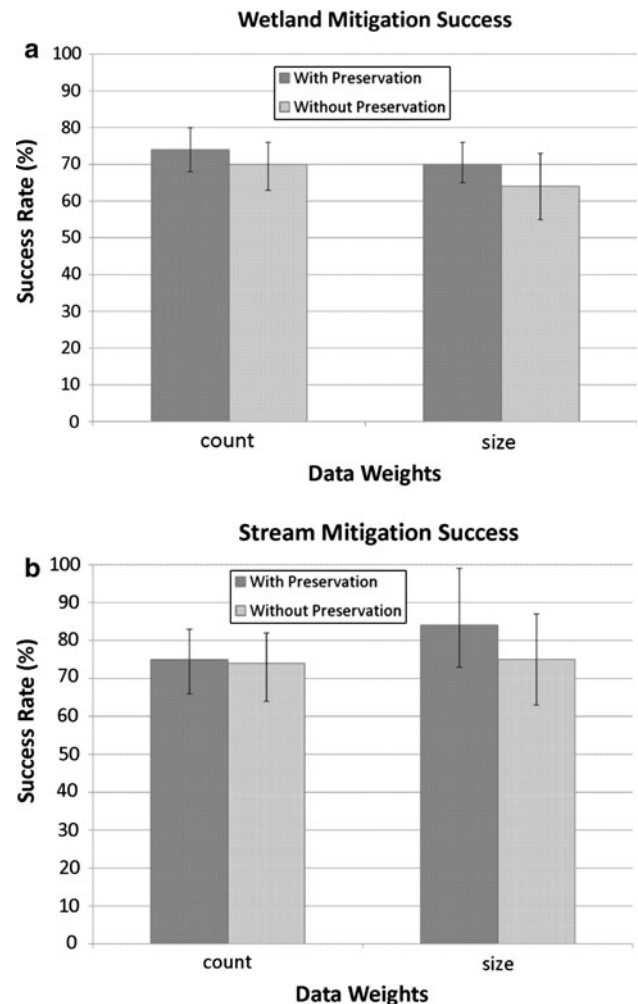 Wetland Mitigation Success
a
100
90
80
70
60
50
40
30
20
10
0
Success Rate (%)
With Preservation
Without Preservation
count size
Data Weights
Stream Mitigation Success
b
100
90
80
70
60
50
40
30
20
10
0
Success Rate (%)
With Preservation
Without Preservation
count size
Data Weights